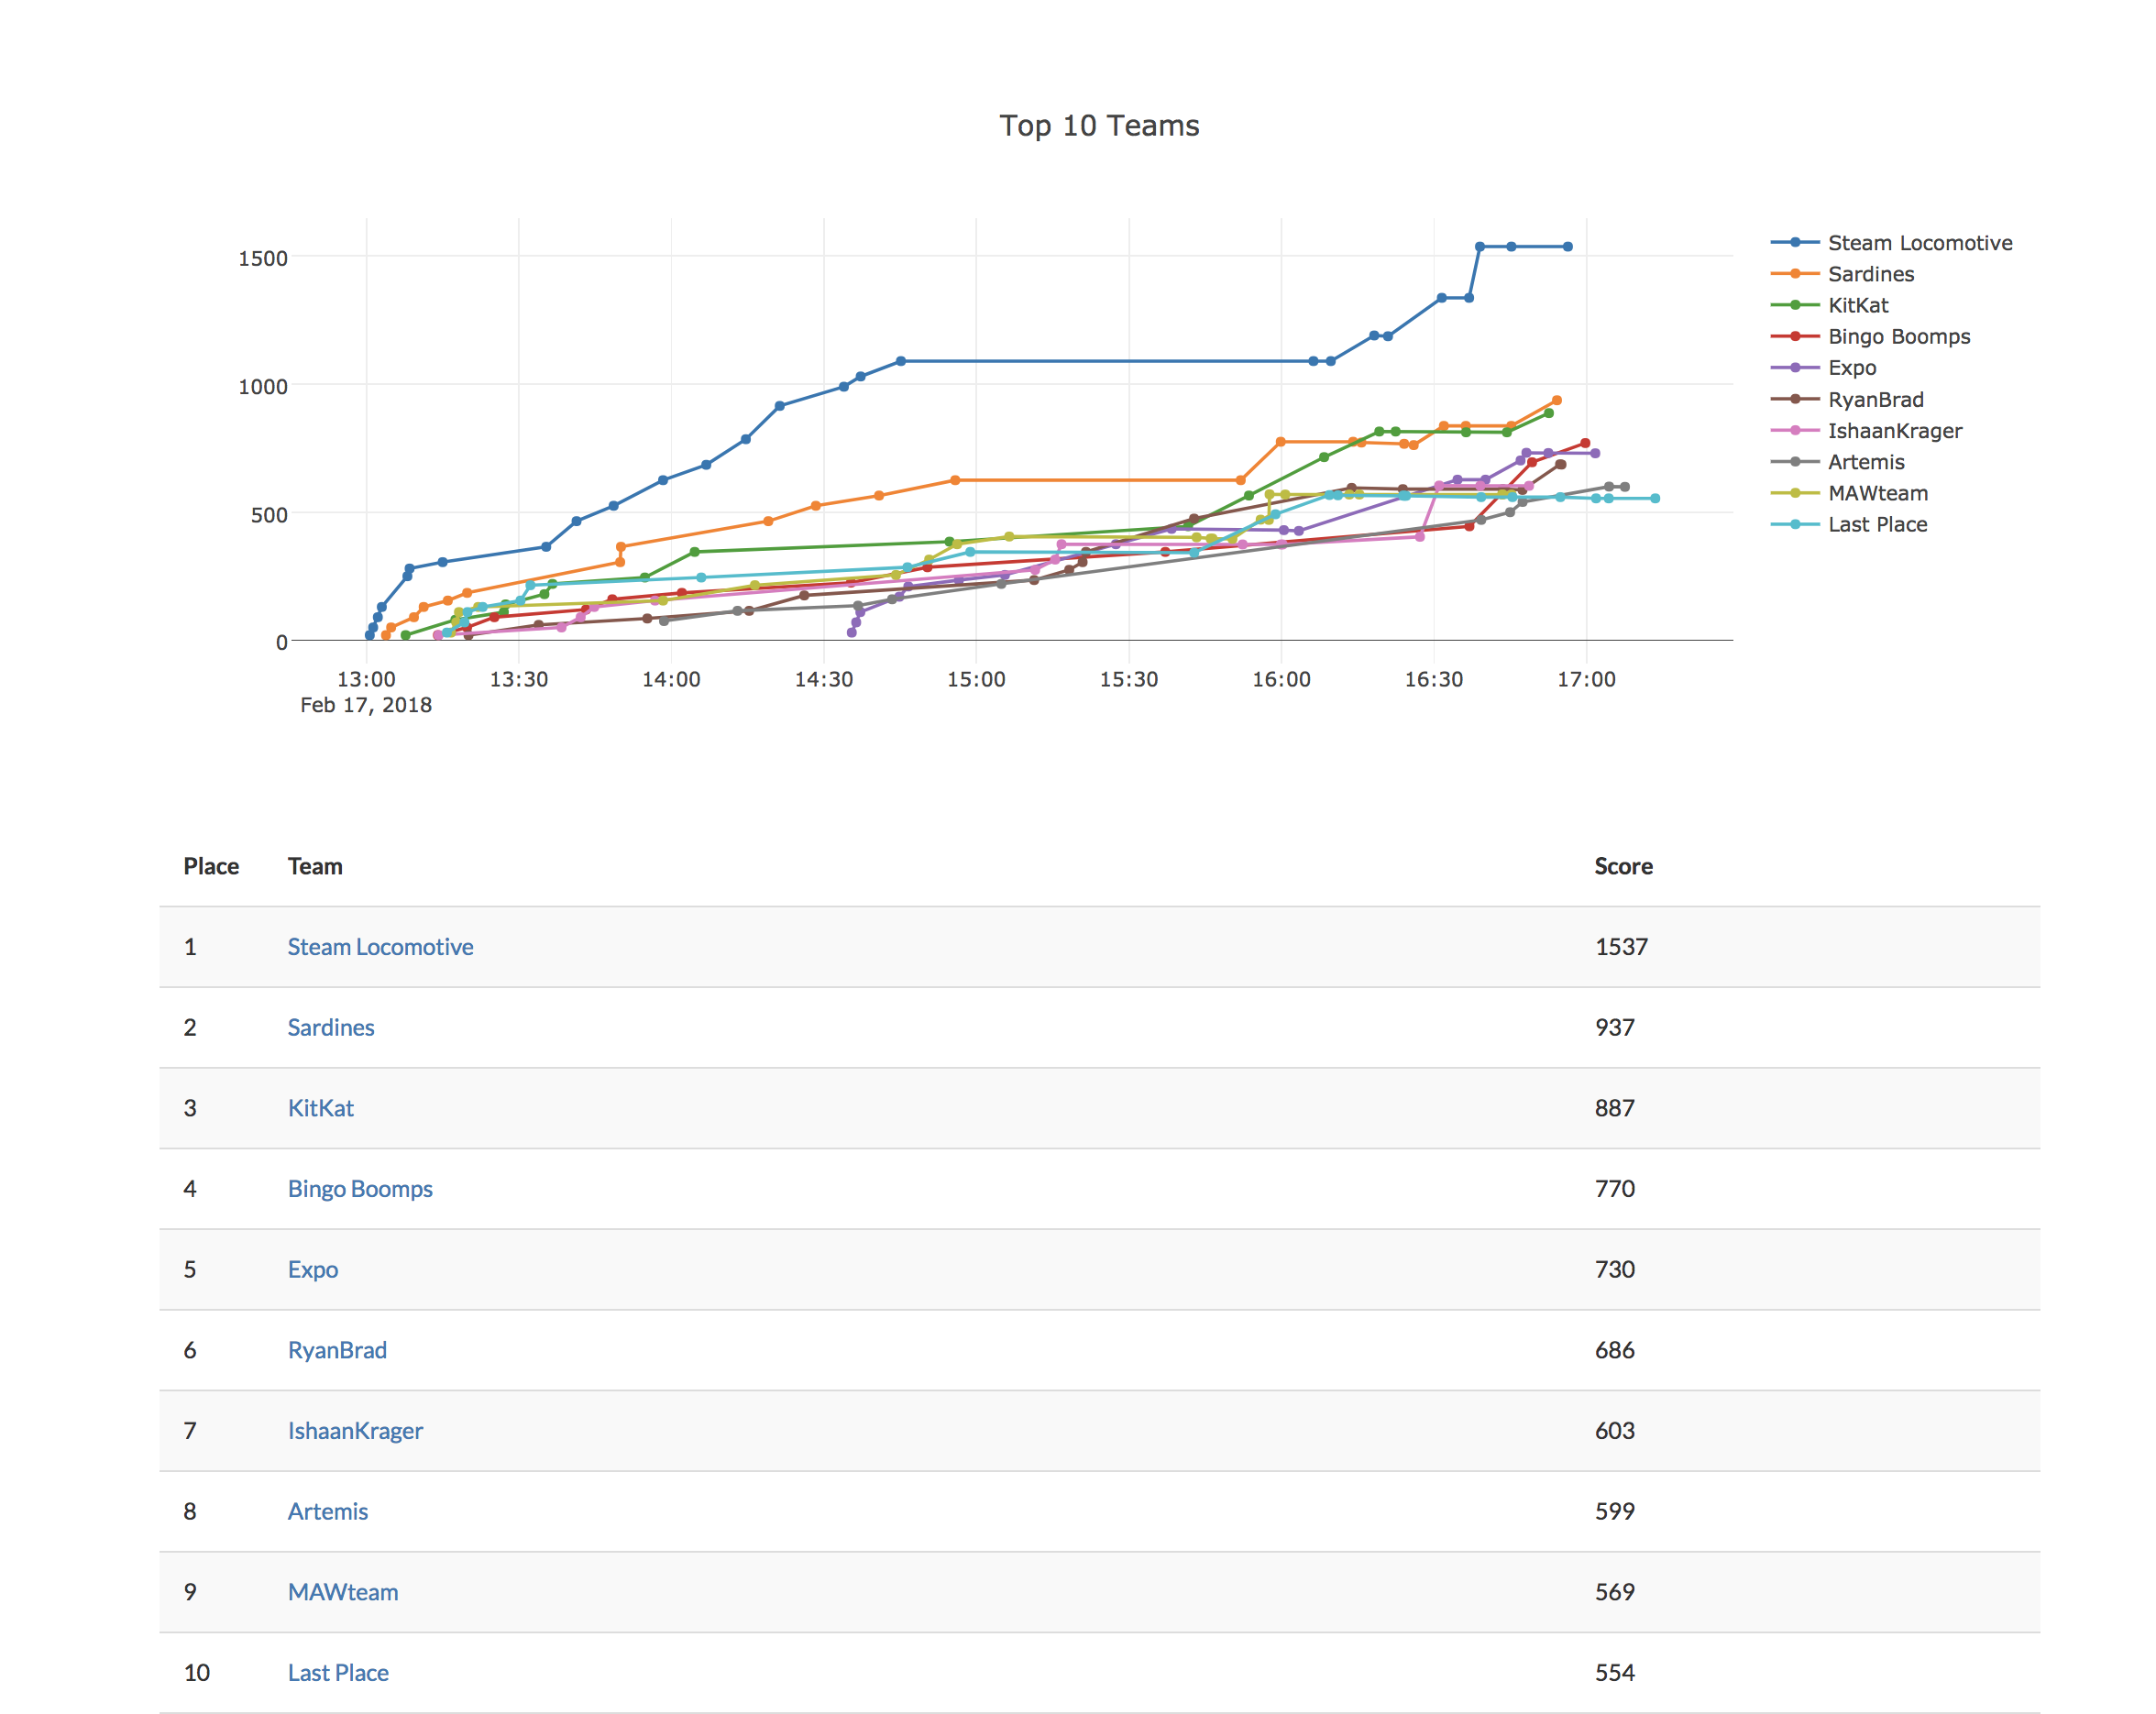 Top 10 Teams
1500
1000
500
0
13:00 13:30 14:00 14:30 15:00 15:30 16:00 16:30 17:00
Feb 17, 2018
Steam Locomotive
Sardines
KitKat
Bingo Boomps
Expo
RyanBrad
IshaanKrager
Artemis
MAWteam
Last Place
Place Team Score
1 Steam Locomotive 1537
2 Sardines 937
3 KitKat 887
4 Bingo Boomps 770
5 Expo 730
6 RyanBrad 686
7 IshaanKrager 603
8 Artemis 599
9 MAWteam 569
10 Last Place 554